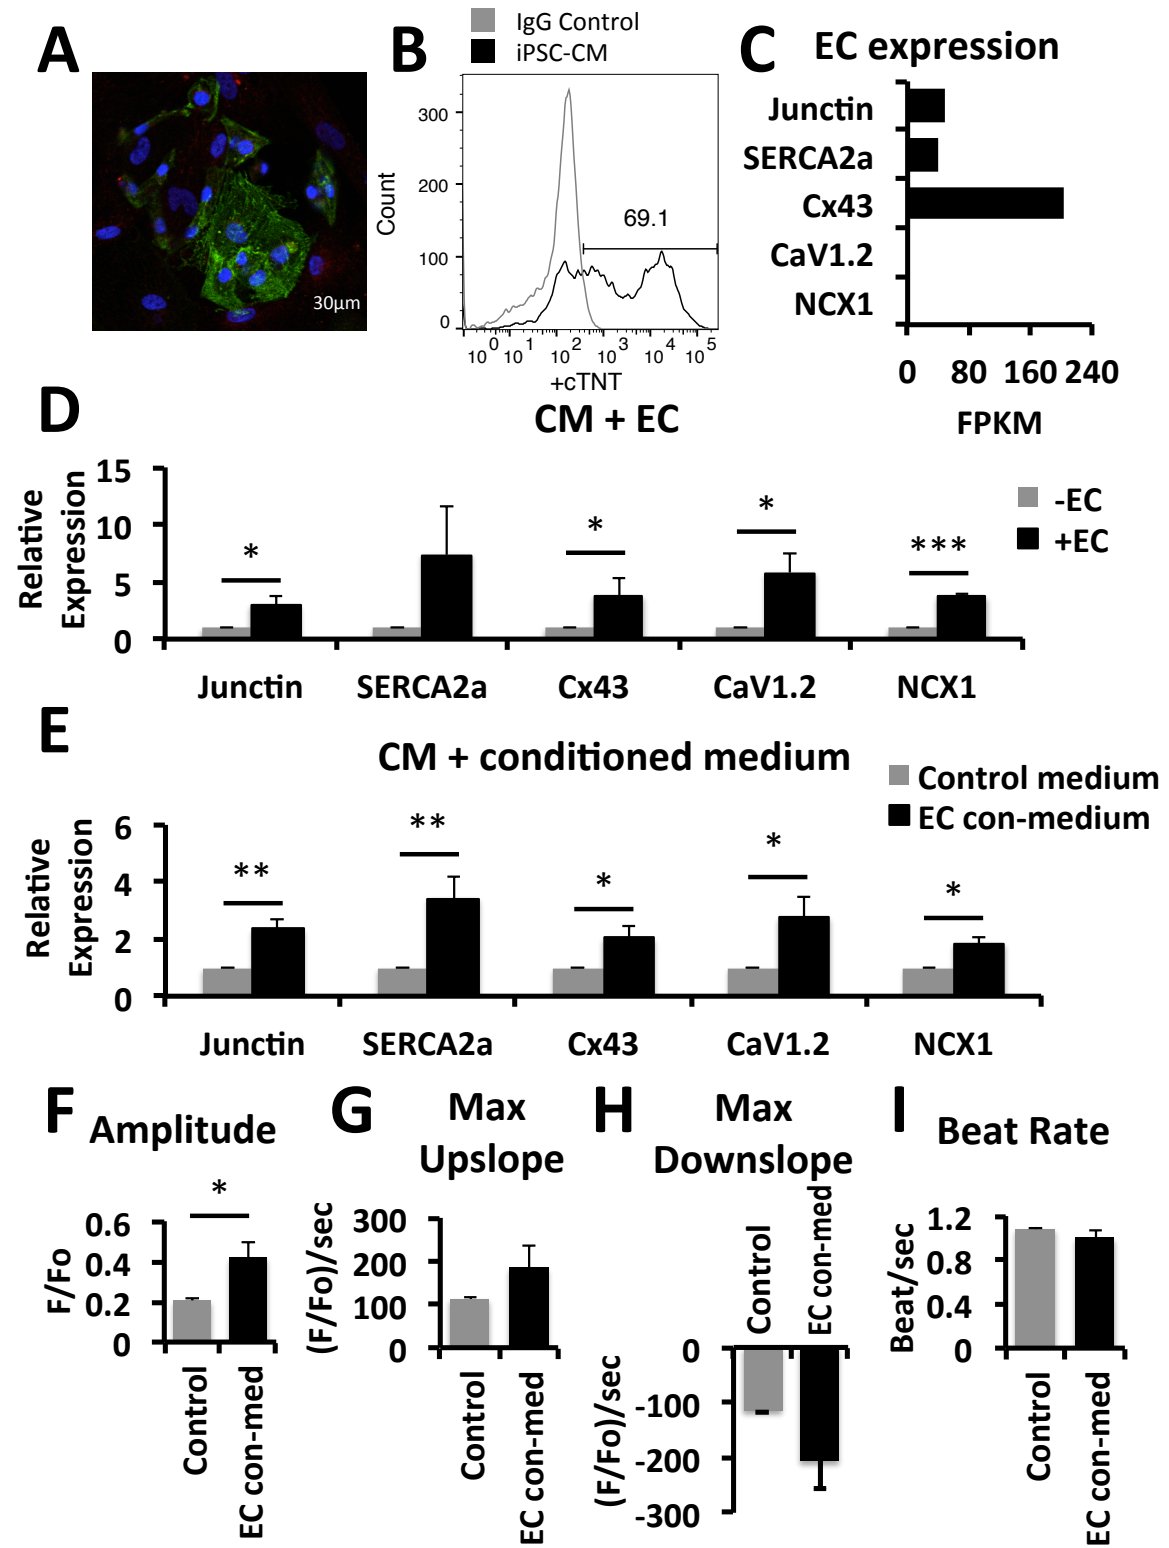 A
30μm
B
IgG Control
iPSC-CM
Count
300
200
100
0
69.1
10^0 10^1 10^2 10^3 10^4 10^5
+cTNT
C
EC expression
Junctin
SERCA2a
Cx43
CaV1.2
NCX1
0 80 160 240
FPKM
D
CM + EC
Relative
Expression
15
10
5
0
-EC
+EC
*
*
*
***
Junctin SERCA2a Cx43 CaV1.2 NCX1
E
CM + conditioned medium
Control medium
EC con-medium
Relative
Expression
6
4
2
0
**
**
*
*
*
Junctin SERCA2a Cx43 CaV1.2 NCX1
F
Amplitude
*
F/Fo
0.6
0.4
0.2
0
Control
EC con-med
G
Max
Upslope
(F/Fo)/sec
300
200
100
0
Control
EC con-med
H
Max
Downslope
Control
EC con-med
(F/Fo)/sec
0
-100
-200
-300
I
Beat Rate
Beat/sec
1.2
0.8
0.4
0
Control
EC con-med